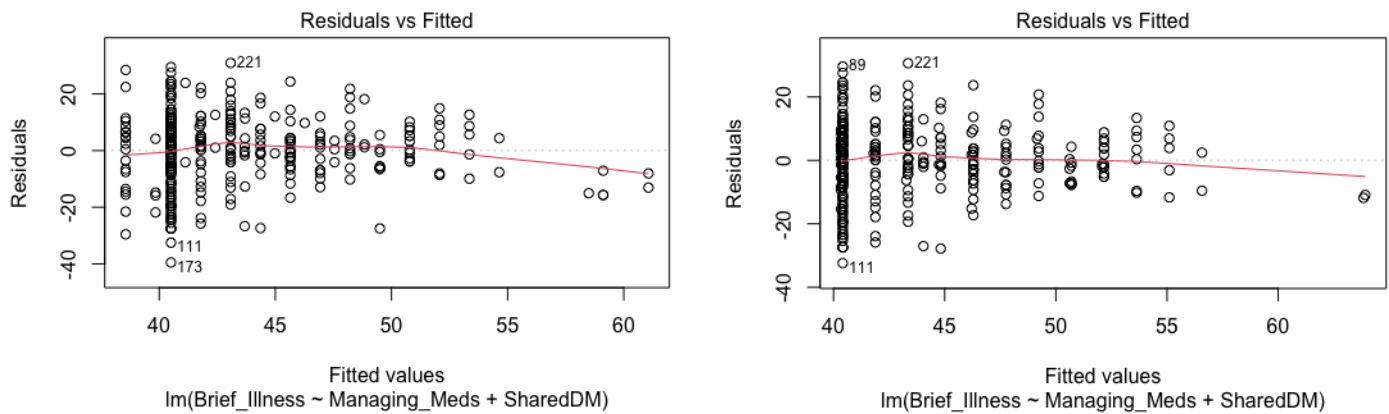 Residuals vs Fitted
Residuals
20
0
-20
-40
221
111
173
40 45 50 55 60
Fitted values
lm(Brief_Illness ~ Managing_Meds + SharedDM)
Residuals vs Fitted
Residuals
20
0
-20
-40
89
221
111
40 45 50 55 60
Fitted values
lm(Brief_Illness ~ Managing_Meds + SharedDM)